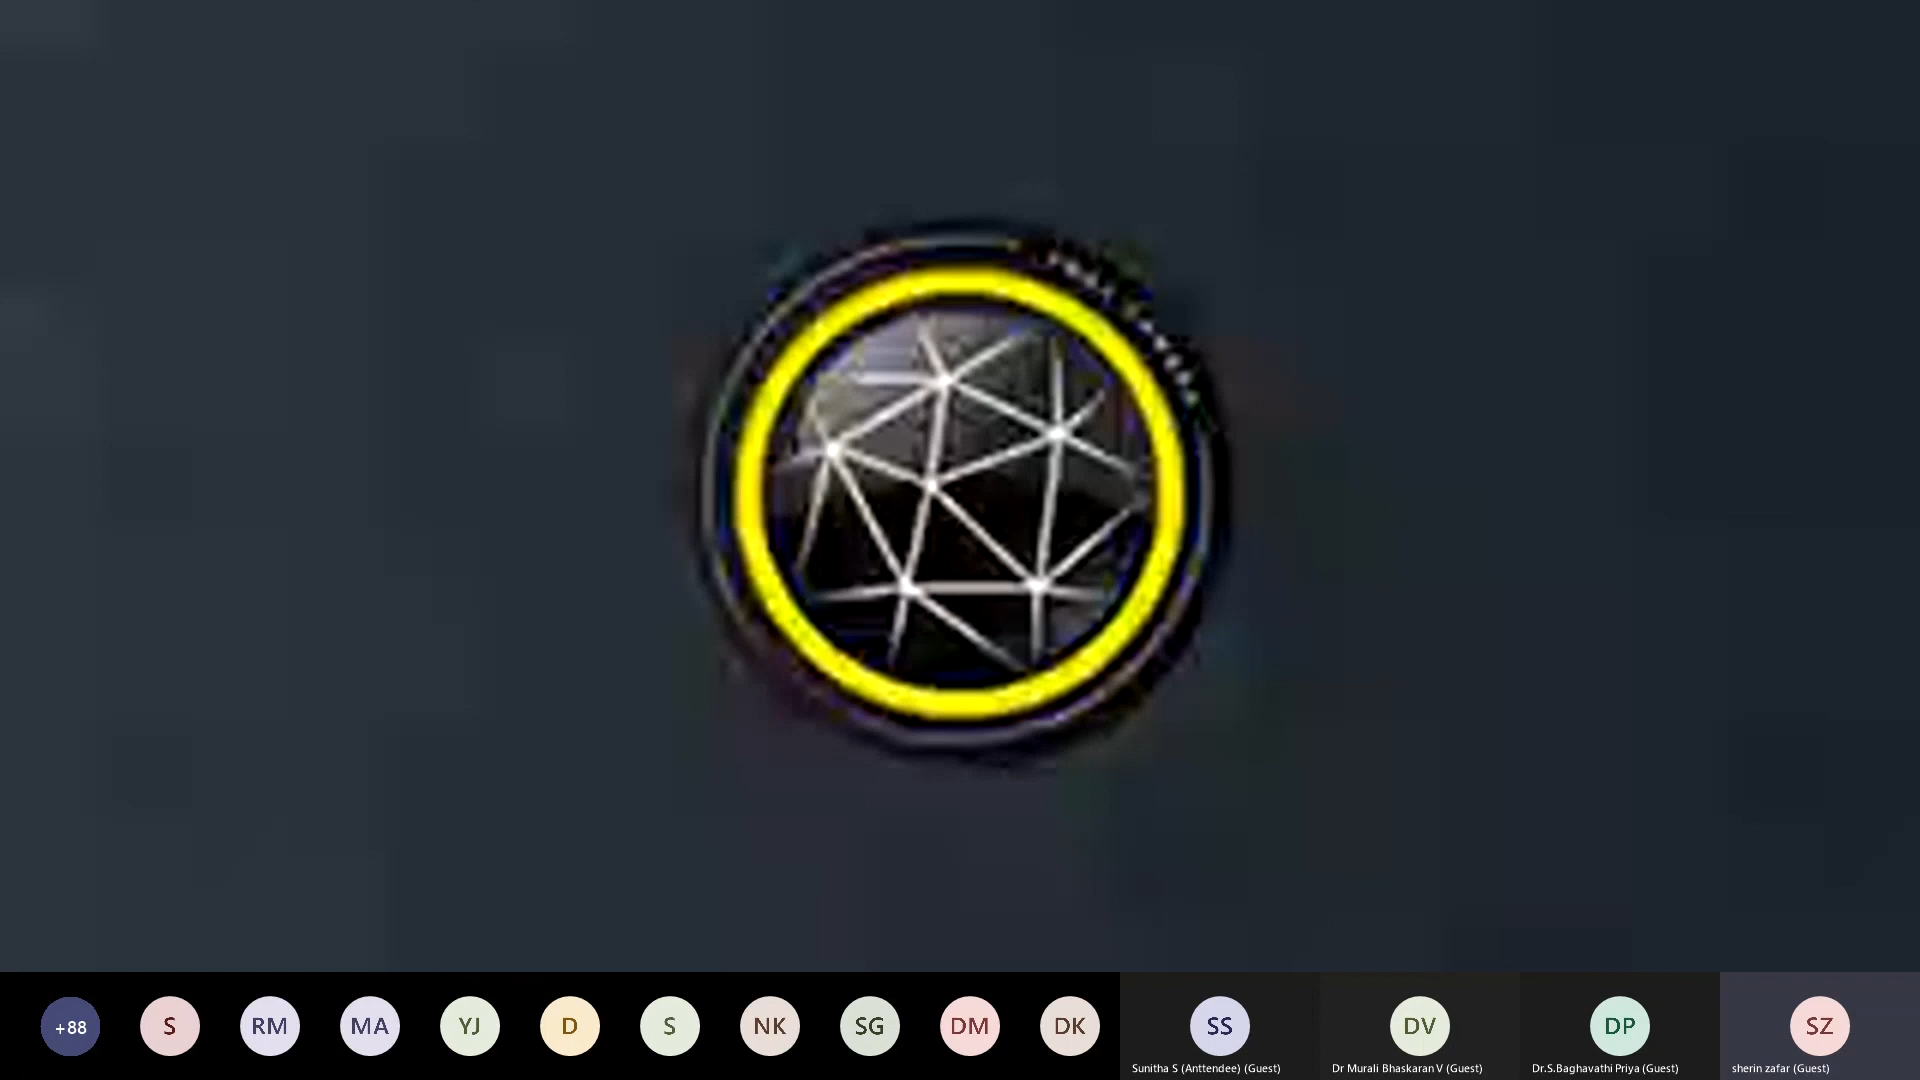 +88
S
RM
MA
YJ
D
S
NK
SG
DM
DK
SS
DV
DP
SZ
Sunitha S (Anttendee) (Guest)
Dr Murali Bhaskaran V (Guest)
Dr.S.Baghavathi Priya (Guest)
sherin zafar (Guest)